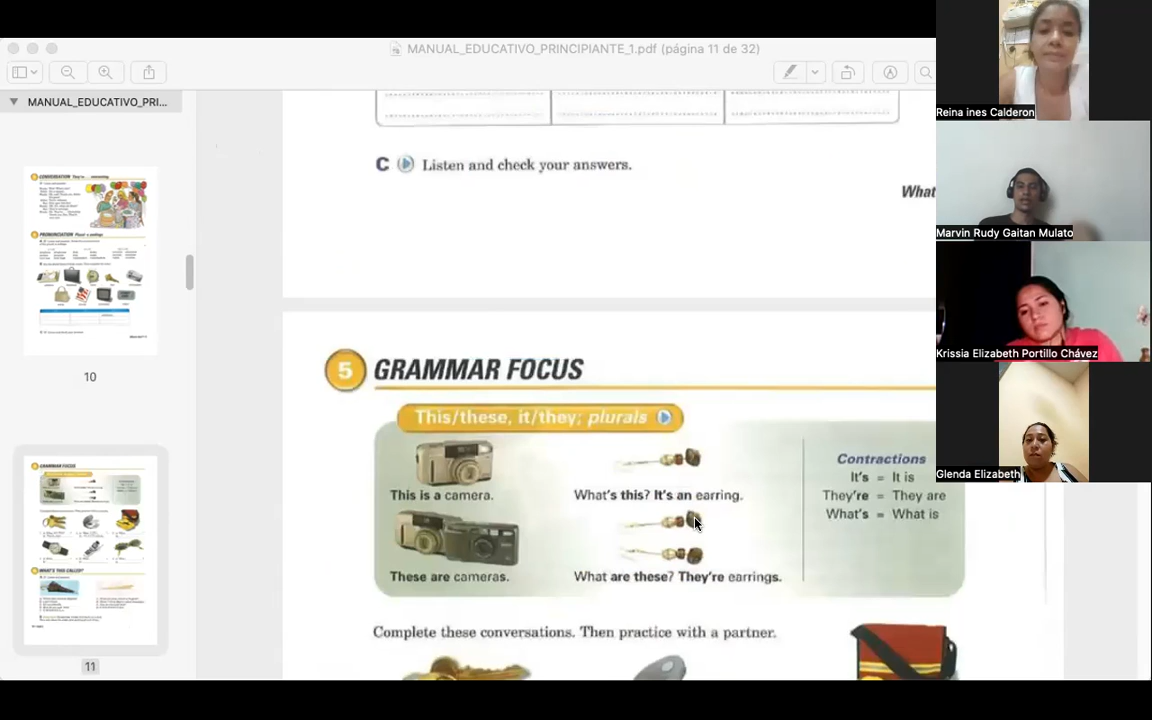 MANUAL_EDUCATIVO_PRINCIPIANTE_1.pdf (página 11 de 32)
MANUAL_EDUCATIVO_PRI...
10
11
C Listen and check your answers.
What
5 GRAMMAR FOCUS
This/these, it/they; plurals
This is a camera.
What's this? It's an earring.
These are cameras.
What are these? They're earrings.
Contractions
It's = It is
They're = They are
What's = What is
Complete these conversations. Then practice with a partner.
Reina ines Calderon
Marvin Rudy Gaitan Mulato
Krissia Elizabeth Portillo Chávez
Glenda Elizabeth